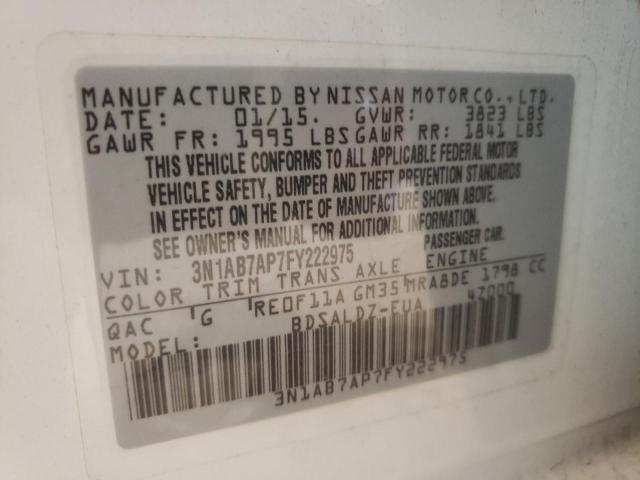 MANUFACTURED BY NISSAN MOTOR CO., LTD.
DATE: 01/15. GVWR: 3823 LBS
GAWR FR: 1995 LBS GAWR RR: 1841 LBS
THIS VEHICLE CONFORMS TO ALL APPLICABLE FEDERAL MOTOR
VEHICLE SAFETY, BUMPER AND THEFT PREVENTION STANDARDS
IN EFFECT ON THE DATE OF MANUFACTURE SHOWN ABOVE.
SEE OWNER'S MANUAL FOR ADDITIONAL INFORMATION.
VIN: 3N1AB7AP7FY222975 PASSENGER CAR.
COLOR TRIM TRANS AXLE ENGINE
QAC G RE0F11A GM35 MRA8DE 1798 CC
MODEL: BDSALDZ-EUA 4Z000
3N1AB7AP7FY222975